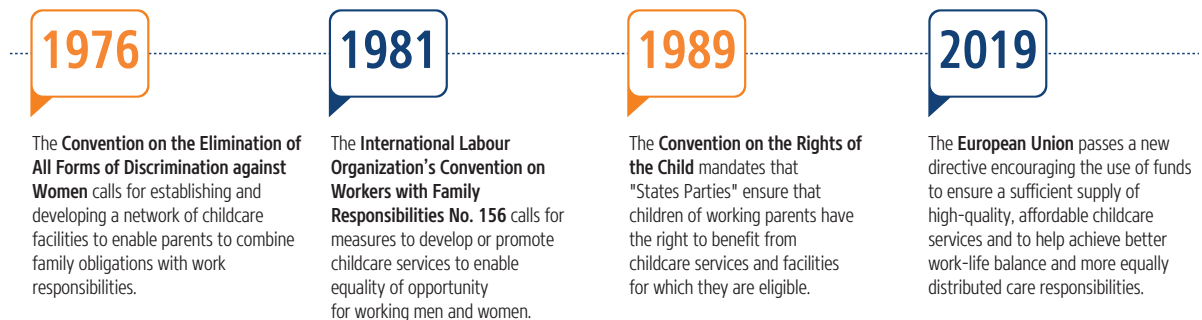 1976
The Convention on the Elimination of
All Forms of Discrimination against
Women calls for establishing and
developing a network of childcare
facilities to enable parents to combine
family obligations with work
responsibilities.
1981
The International Labour
Organization’s Convention on
Workers with Family
Responsibilities No. 156 calls for
measures to develop or promote
childcare services to enable
equality of opportunity
for working men and women.
1989
The Convention on the Rights of
the Child mandates that
"States Parties" ensure that
children of working parents have
the right to benefit from
childcare services and facilities
for which they are eligible.
2019
The European Union passes a new
directive encouraging the use of funds
to ensure a sufficient supply of
high-quality, affordable childcare
services and to help achieve better
work-life balance and more equally
distributed care responsibilities.